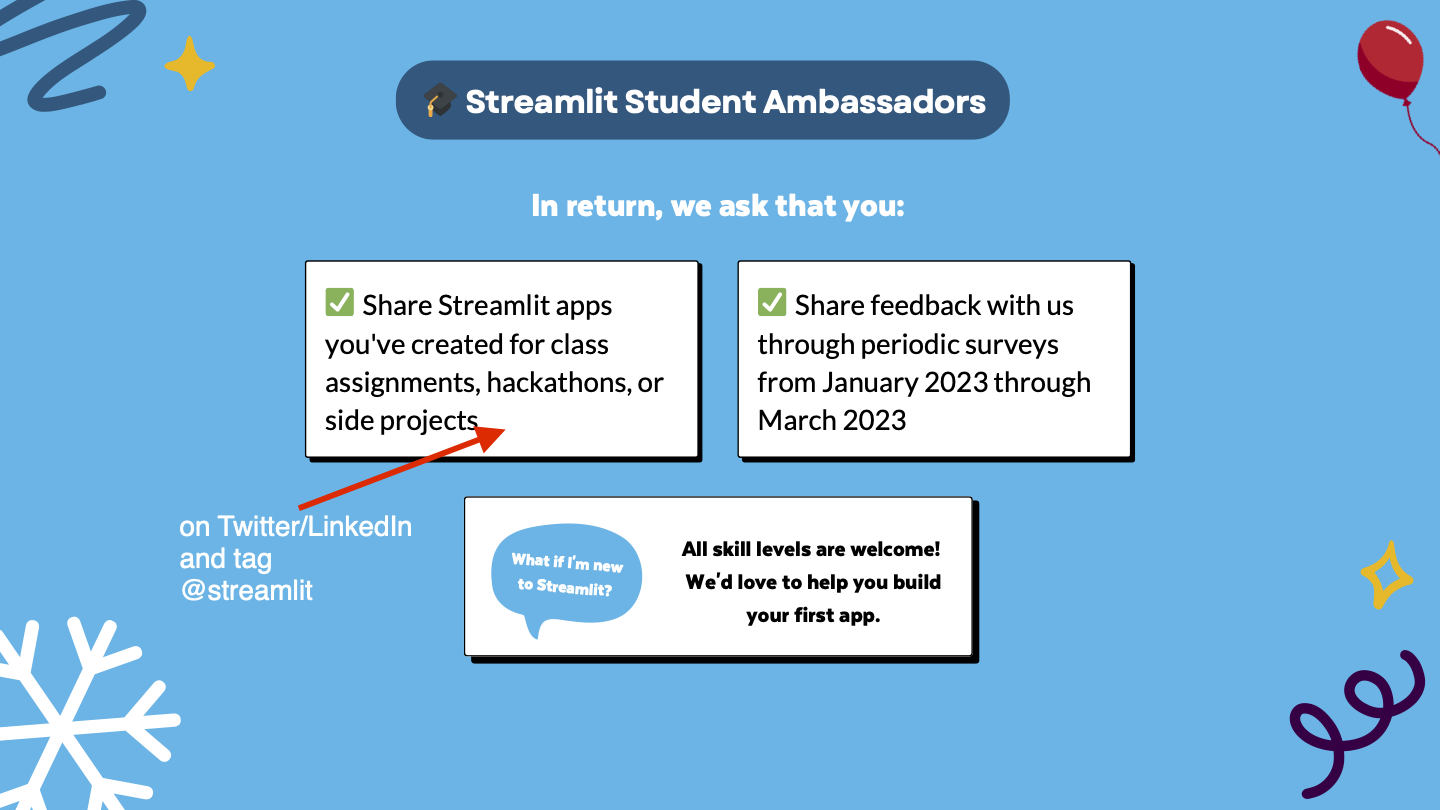 🎓 Streamlit Student Ambassadors
In return, we ask that you:
✅ Share Streamlit apps
you've created for class
assignments, hackathons, or
side projects
✅ Share feedback with us
through periodic surveys
from January 2023 through
March 2023
on Twitter/LinkedIn
and tag
@streamlit
What if I'm new
to Streamlit?
All skill levels are welcome!
We'd love to help you build
your first app.